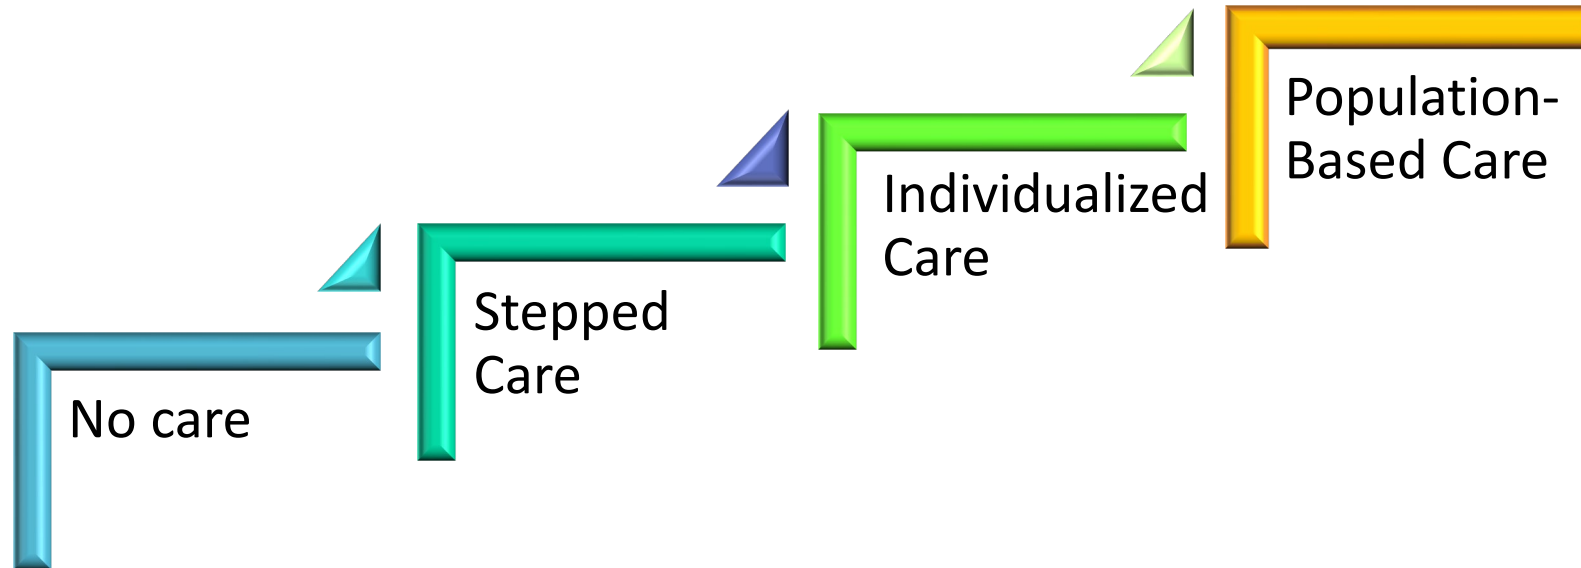 No care
Stepped
Care
Individualized
Care
Population-
Based Care